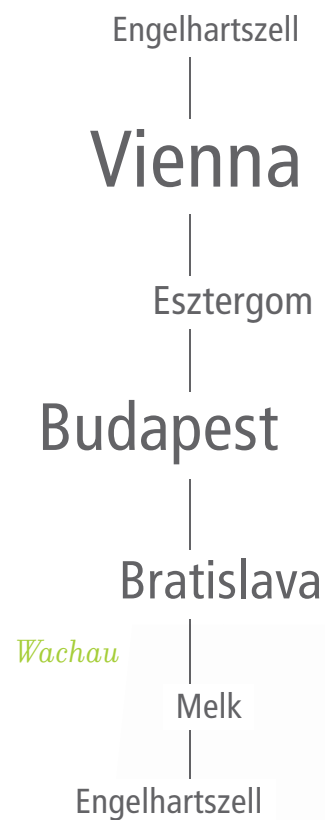 Engelhartszell
Vienna
Esztergom
Budapest
Bratislava
Wachau
Melk
Engelhartszell